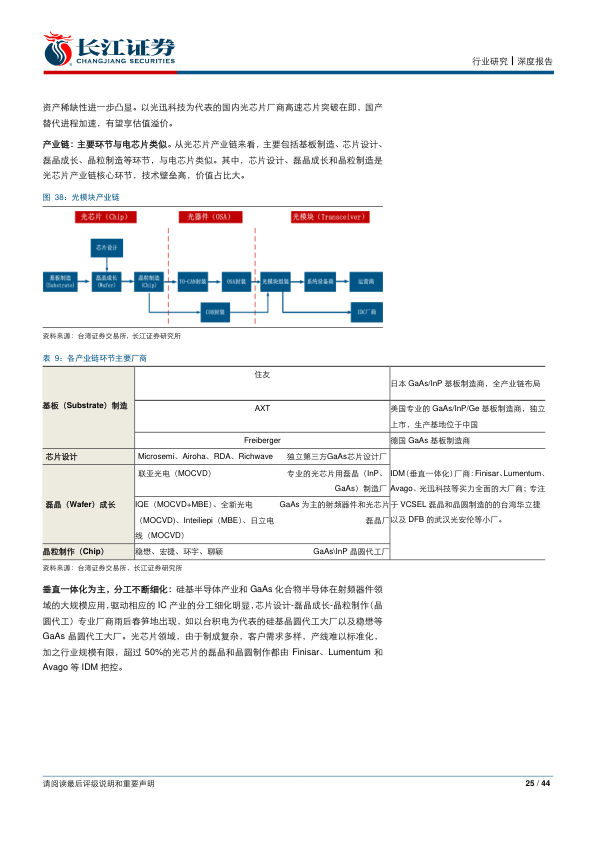 长江证券
CHANGJIANG SECURITIES
行业研究┃深度报告
资产稀缺性进一步凸显。以光迅科技为代表的国内光芯片厂商高速芯片突破在即，国产
替代进程加速，有望享估值溢价。
产业链：主要环节与电芯片类似。从光芯片产业链来看，主要包括基板制造、芯片设计、
磊晶成长、晶粒制造等环节，与电芯片类似。其中，芯片设计、磊晶成长和晶粒制造是
光芯片产业链核心环节，技术壁垒高，价值占比大。
图 38：光模块产业链
光芯片（Chip） 光器件（OSA） 光模块（Transceiver）
芯片设计
基板制造 (Substrate)
磊晶成长 (Wafer)
晶粒制造 (Chip)
TO-CAN封装
OSA封装
光模块组装
系统设备商
运营商
COB封装
IDC厂商
资料来源：台湾证券交易所，长江证券研究所
表 9：各产业链环节主要厂商
基板（Substrate）制造
住友
日本 GaAs/InP 基板制造商，全产业链布局
AXT
美国专业的 GaAs/InP/Ge 基板制造商，独立
上市，生产基地位于中国
Freiberger
德国 GaAs 基板制造商
芯片设计
Microsemi、Airoha、RDA、Richwave
独立第三方GaAs芯片设计厂
磊晶（Wafer）成长
联亚光电（MOCVD）
专业的光芯片用磊晶（InP、
GaAs）制造厂
IQE（MOCVD+MBE）、全新光电
（MOCVD)、Inteiliepi（MBE）、日立电
线（MOCVD）
GaAs 为主的射频器件和光芯片
磊晶厂
IDM（垂直一体化）厂商：Finisar、Lumentum、
Avago、光迅科技等实力全面的大厂商；专注
于 VCSEL 磊晶和晶圆制造的的台湾华立捷
以及 DFB 的武汉光安伦等小厂。
晶粒制作（Chip）
稳懋、宏捷、环宇、聊颖
GaAs\InP 晶圆代工厂
资料来源：台湾证券交易所，长江证券研究所
垂直一体化为主，分工不断细化：硅基半导体产业和 GaAs 化合物半导体在射频器件领
域的大规模应用，驱动相应的 IC 产业的分工细化明显，芯片设计-磊晶成长-晶粒制作（晶
圆代工）专业厂商雨后春笋地出现，如以台积电为代表的硅基晶圆代工大厂以及稳懋等
GaAs 晶圆代工大厂。光芯片领域，由于制成复杂，客户需求多样，产线难以标准化，
加之行业规模有限，超过 50%的光芯片的磊晶和晶圆制作都由 Finisar、Lumentum 和
Avago 等 IDM 把控。
请阅读最后评级说明和重要声明
25 / 44